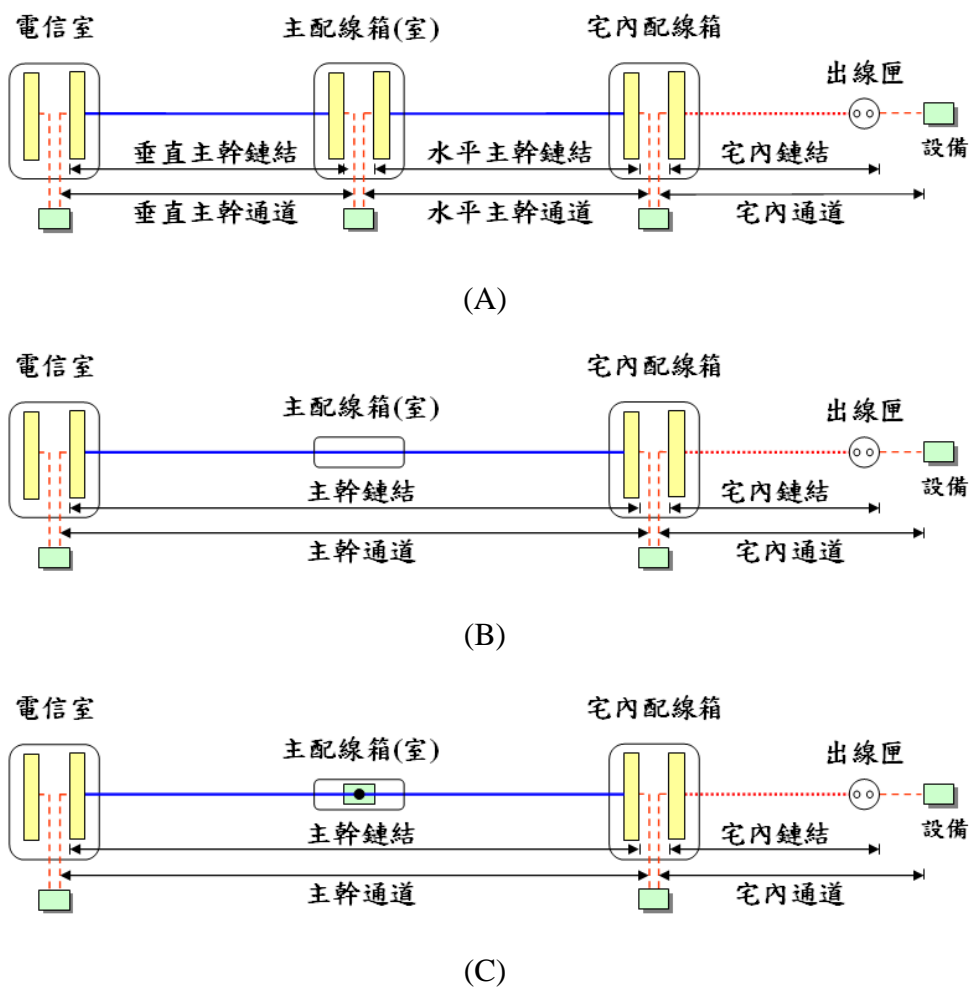 電信室 主配線箱(室) 宅內配線箱
出線匣
垂直主幹鏈結 水平主幹鏈結 宅內鏈結 設備
垂直主幹通道 水平主幹通道 宅內通道
(A)
電信室 宅內配線箱
主配線箱(室) 出線匣
主幹鏈結 宅內鏈結 設備
主幹通道 宅內通道
(B)
電信室 宅內配線箱
主配線箱(室) 出線匣
主幹鏈結 宅內鏈結 設備
主幹通道 宅內通道
(C)